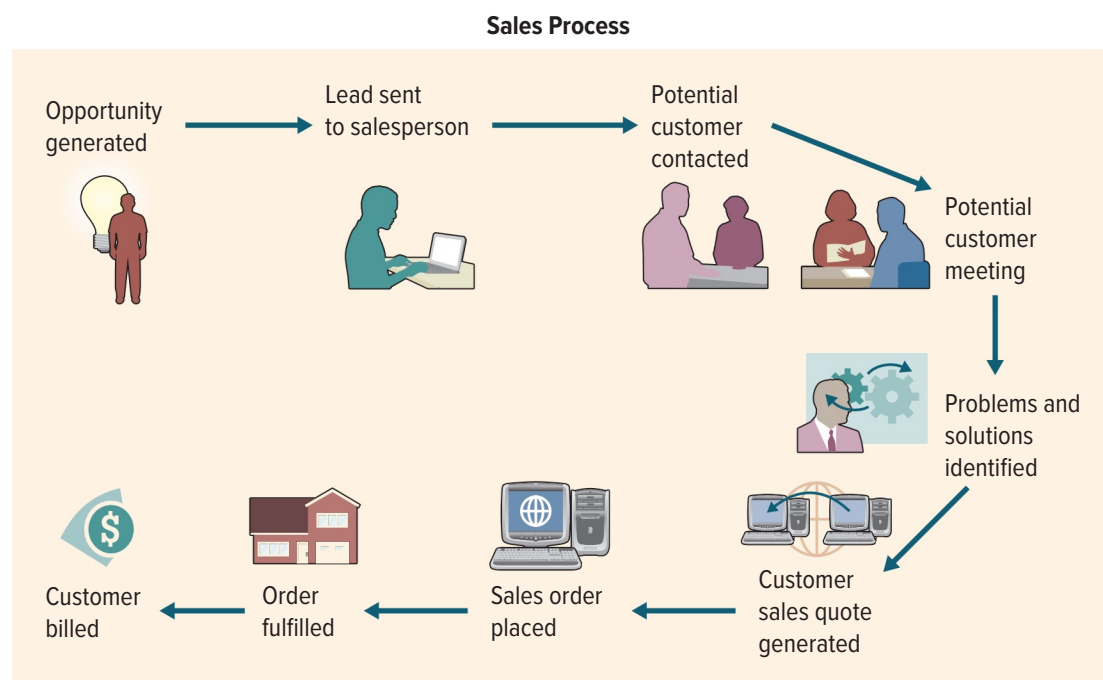 Sales Process
Opportunity
generated
Lead sent
to salesperson
Potential
customer
contacted
Potential
customer
meeting
Problems and
solutions
identified
Customer
sales quote
generated
Sales order
placed
Order
fulfilled
Customer
billed
$